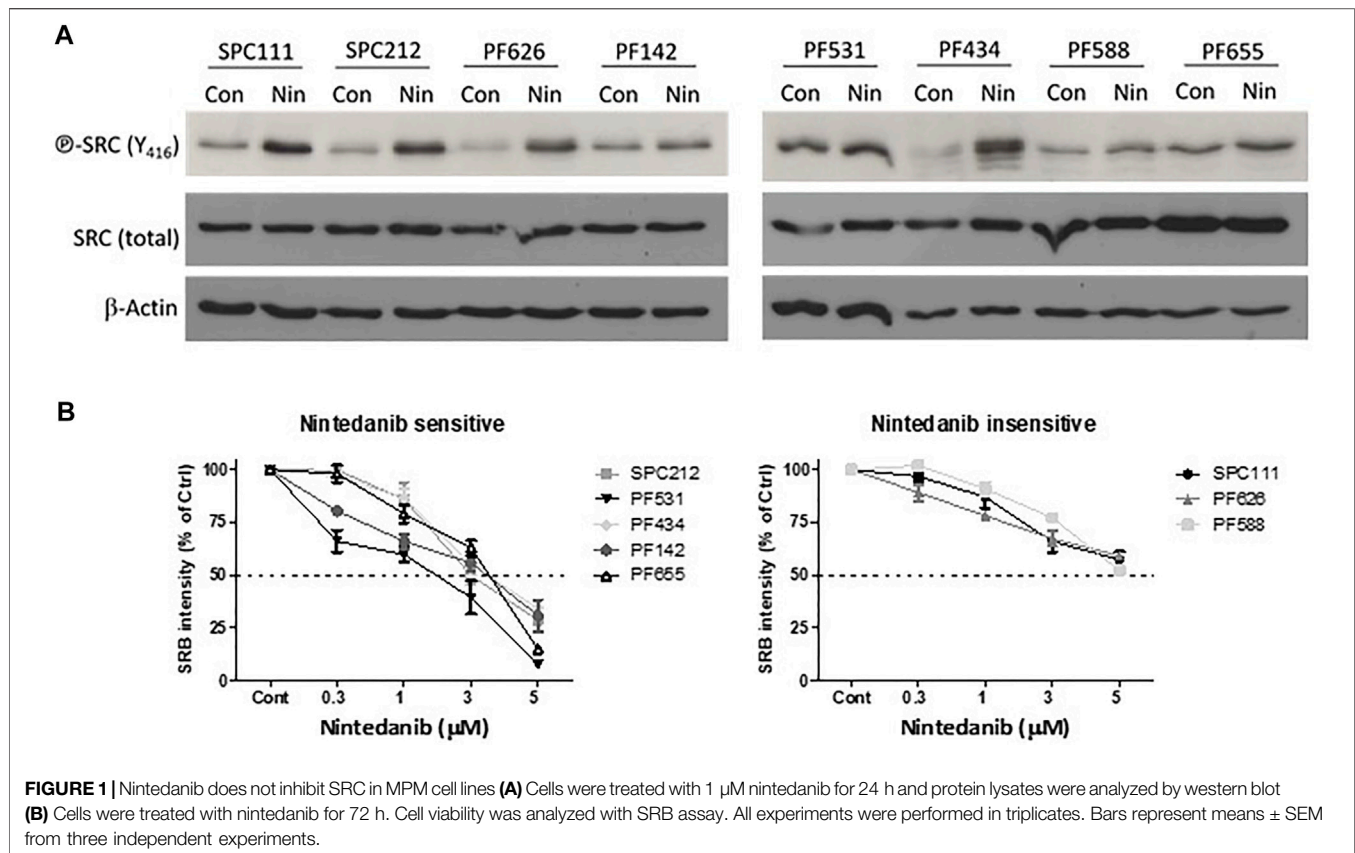 A
SPC111 SPC212 PF626 PF142 PF531 PF434 PF588 PF655
Con Nin Con Nin Con Nin Con Nin Con Nin Con Nin Con Nin Con Nin
℗-SRC (Y416)
SRC (total)
β-Actin
B
Nintedanib sensitive
SRB intensity (% of Ctrl)
100
75
50
25
0
Cont 0.3 1 3 5
Nintedanib (µM)
SPC212
PF531
PF434
PF142
PF655
Nintedanib insensitive
SRB intensity (% of Ctrl)
100
75
50
25
0
Cont 0.3 1 3 5
Nintedanib (µM)
SPC111
PF626
PF588
FIGURE 1 | Nintedanib does not inhibit SRC in MPM cell lines (A) Cells were treated with 1 µM nintedanib for 24 h and protein lysates were analyzed by western blot
(B) Cells were treated with nintedanib for 72 h. Cell viability was analyzed with SRB assay. All experiments were performed in triplicates. Bars represent means ± SEM
from three independent experiments.